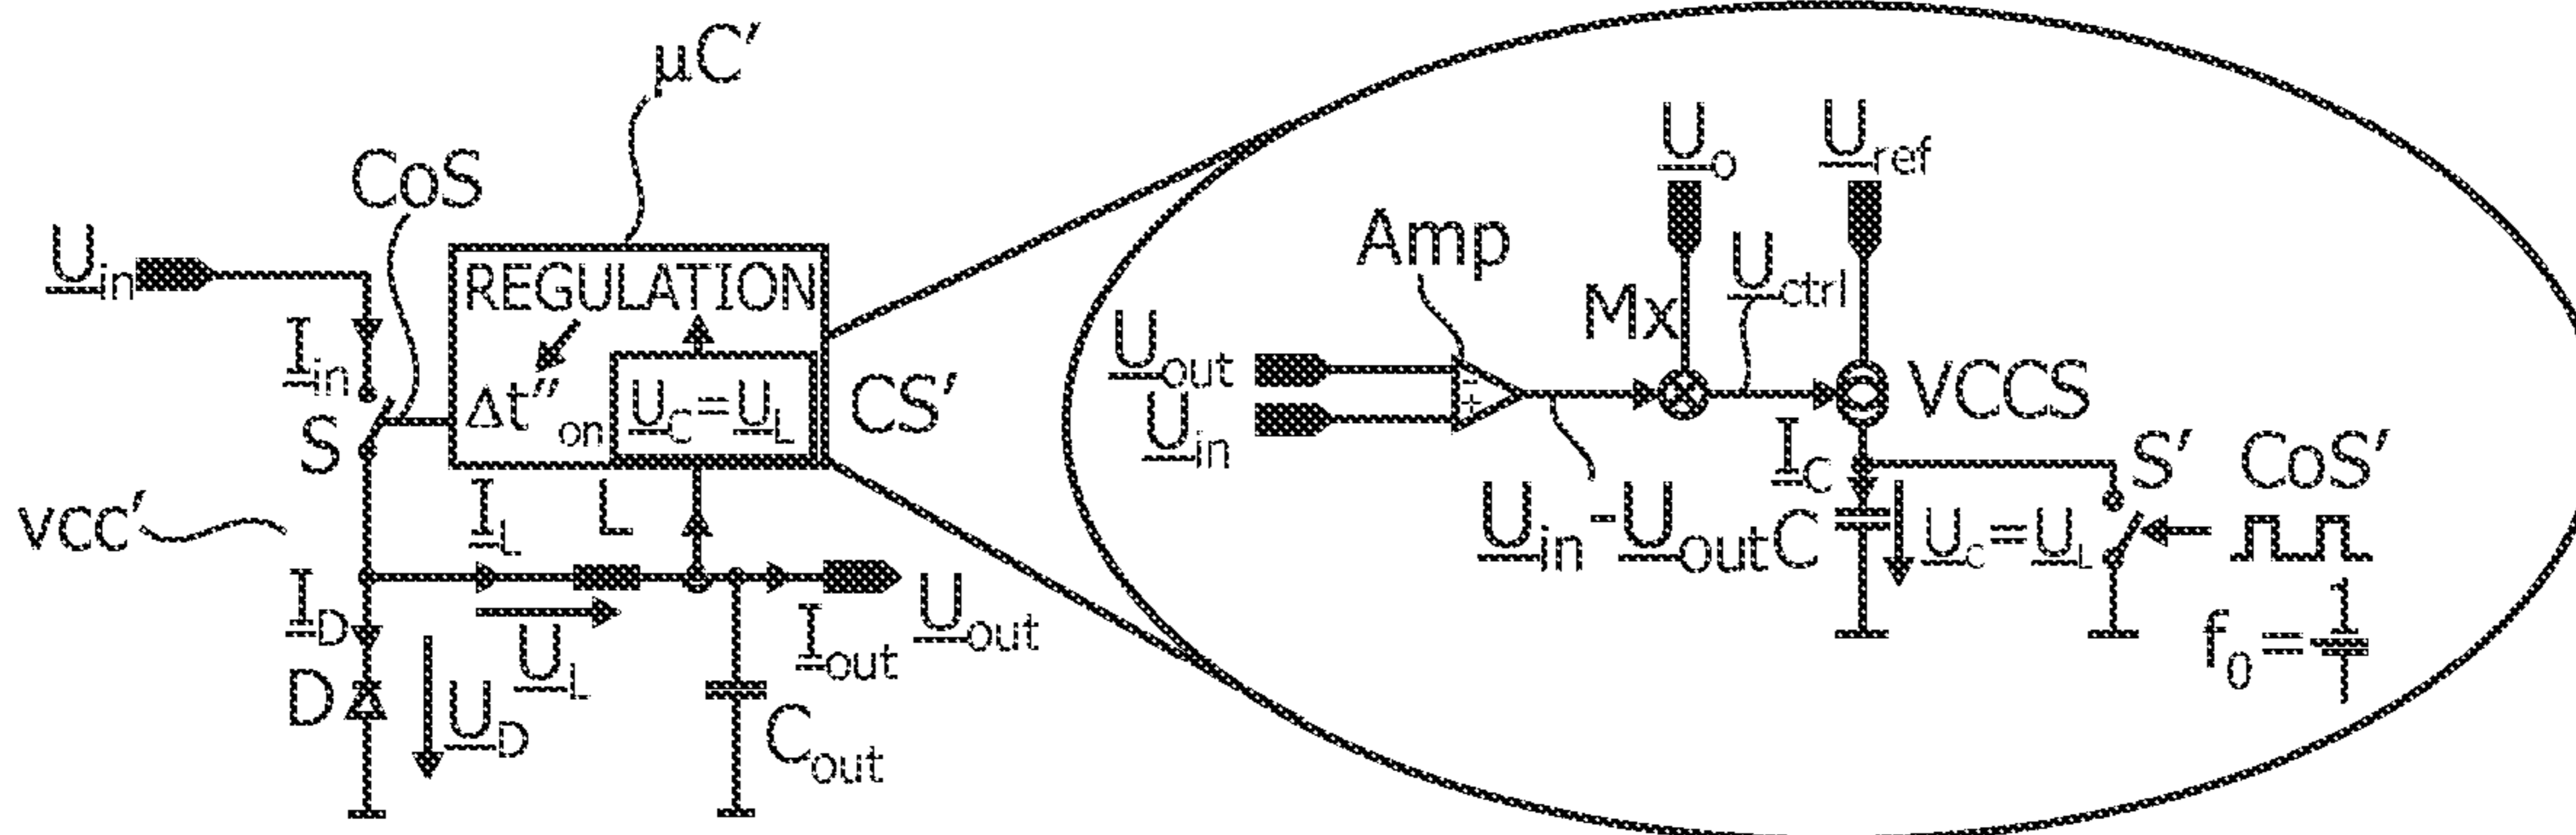 µC'
CoS
U_in
I_in
S
REGULATION
Δt''_on
U_C=U_L
CS'
vcc'
I_L
L
I_D
D
U_D
U_L
I_out
U_out
C_out
Amp
U_out
U_in
Mx
U_o
U_ref
U_ctrl
VCCS
U_in-U_out
I_C
C
U_c=U_L
S'
CoS'
f_0=1